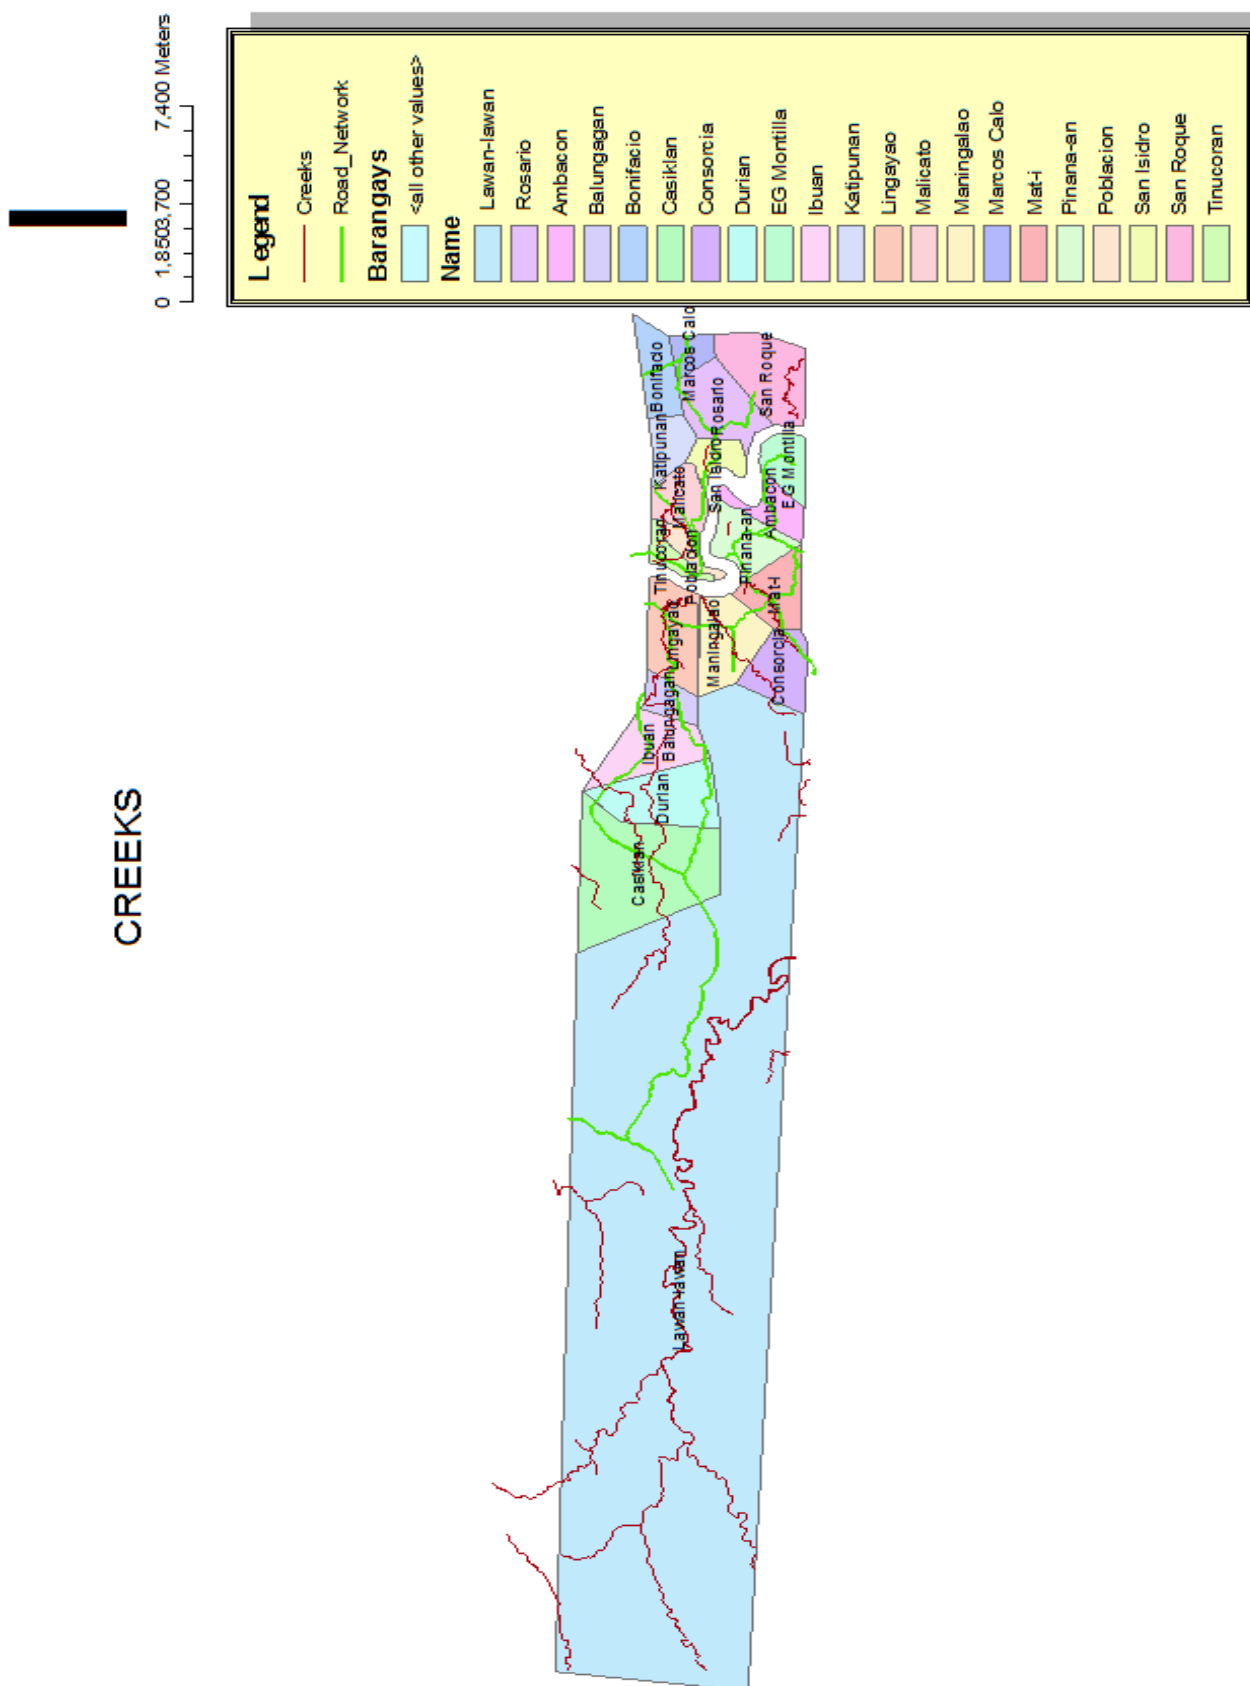 CREEKS
0 1,8503,700 7,400 Meters
Legend
Creeks
Road_Network
Barangays
<all other values>
Name
Lawan-lawan
Rosario
Ambacon
Balungagan
Bonifacio
Casiklan
Consorcia
Durian
EG Montilla
Ibuan
Katipunan
Lingayao
Malicato
Maningalao
Marcos Calo
Mat-i
Pinana-an
Poblacion
San Isidro
San Roque
Tinucoran
Lawan-lawan
Casiklan
Durian
Ibuan
Balungagan
Lingayao
Tinucoran
Poblacion
Malicato
Katipunan
Bonifacio
Marcos Calo
Rosario
San Isidro
San Roque
EG Montilla
Ambacon
Pinana-an
Mat-i
Maningalao
Consorcia